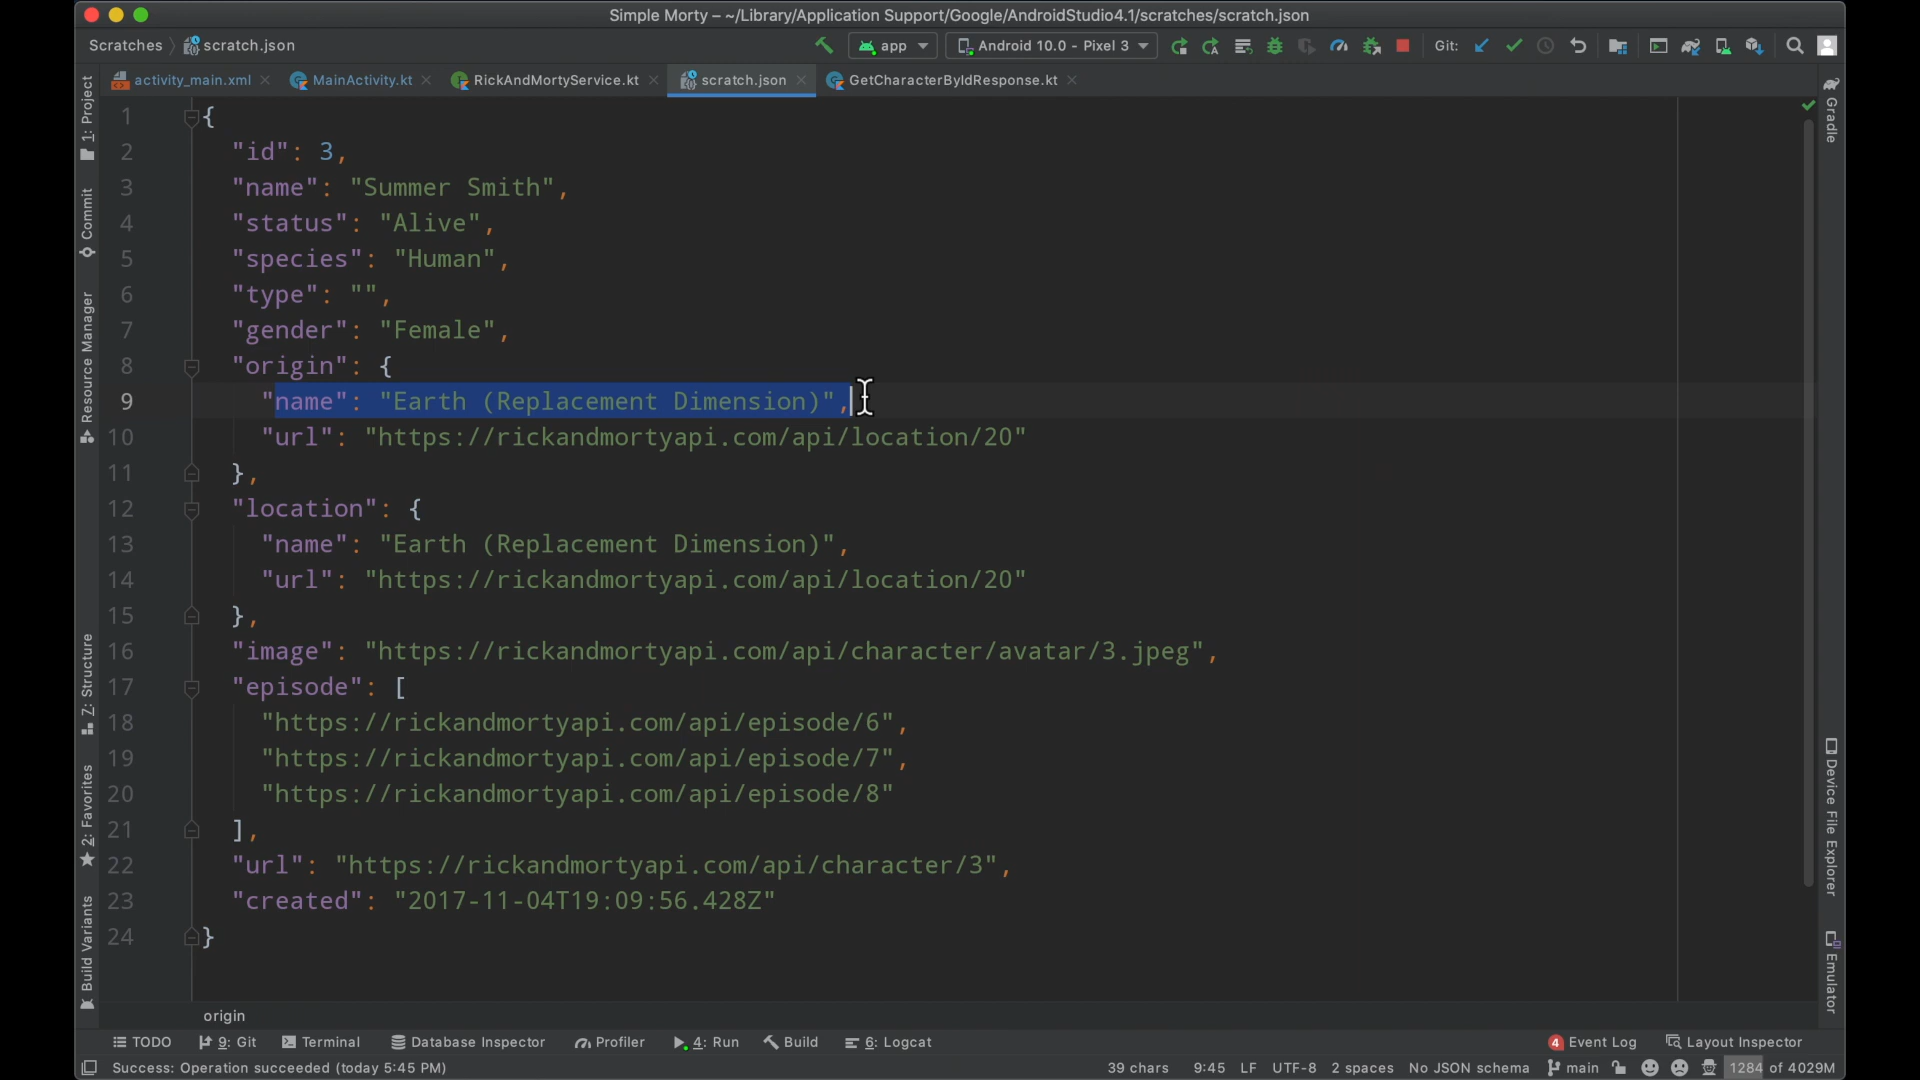 Simple Morty – ~/Library/Application Support/Google/AndroidStudio4.1/scratches/scratch.json
Scratches scratch.json app Android 10.0 - Pixel 3 Git:
activity_main.xml MainActivity.kt RickAndMortyService.kt scratch.json GetCharacterByIdResponse.kt
1: Project
Commit
Resource Manager
7: Structure
2: Favorites
Build Variants
1 {
2 "id": 3,
3 "name": "Summer Smith",
4 "status": "Alive",
5 "species": "Human",
6 "type": "",
7 "gender": "Female",
8 "origin": {
9 "name": "Earth (Replacement Dimension)",
10 "url": "https://rickandmortyapi.com/api/location/20"
11 },
12 "location": {
13 "name": "Earth (Replacement Dimension)",
14 "url": "https://rickandmortyapi.com/api/location/20"
15 },
16 "image": "https://rickandmortyapi.com/api/character/avatar/3.jpeg",
17 "episode": [
18 "https://rickandmortyapi.com/api/episode/6",
19 "https://rickandmortyapi.com/api/episode/7",
20 "https://rickandmortyapi.com/api/episode/8"
21 ],
22 "url": "https://rickandmortyapi.com/api/character/3",
23 "created": "2017-11-04T19:09:56.428Z"
24 }
Gradle
Device File Explorer
Emulator
origin
TODO 9: Git Terminal Database Inspector Profiler 4: Run Build 6: Logcat 4 Event Log Layout Inspector
Success: Operation succeeded (today 5:45 PM) 39 chars 9:45 LF UTF-8 2 spaces No JSON schema main 1284 of 4029M